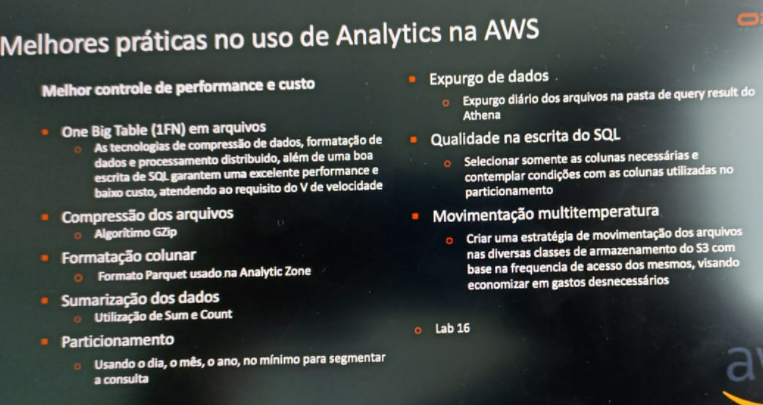 Melhores práticas no uso de Analytics na AWS
Melhor controle de performance e custo
One Big Table (1FN) em arquivos
As tecnologias de compressão de dados, formatação de
dados e processamento distribuído, além de uma boa
escrita de SQL garantem uma excelente performance e
baixo custo, atendendo ao requisito do V de velocidade
Compressão dos arquivos
Algorítimo GZip
Formatação colunar
Formato Parquet usado na Analytic Zone
Sumarização dos dados
Utilização de Sum e Count
Particionamento
Usando o dia, o mês, o ano, no mínimo para segmentar
a consulta
Expurgo de dados
Expurgo diário dos arquivos na pasta de query result do
Athena
Qualidade na escrita do SQL
Selecionar somente as colunas necessárias e
contemplar condições com as colunas utilizadas no
particionamento
Movimentação multitemperatura
Criar uma estratégia de movimentação dos arquivos
nas diversas classes de armazenamento do S3 com
base na frequencia de acesso dos mesmos, visando
economizar em gastos desnecessários
Lab 16